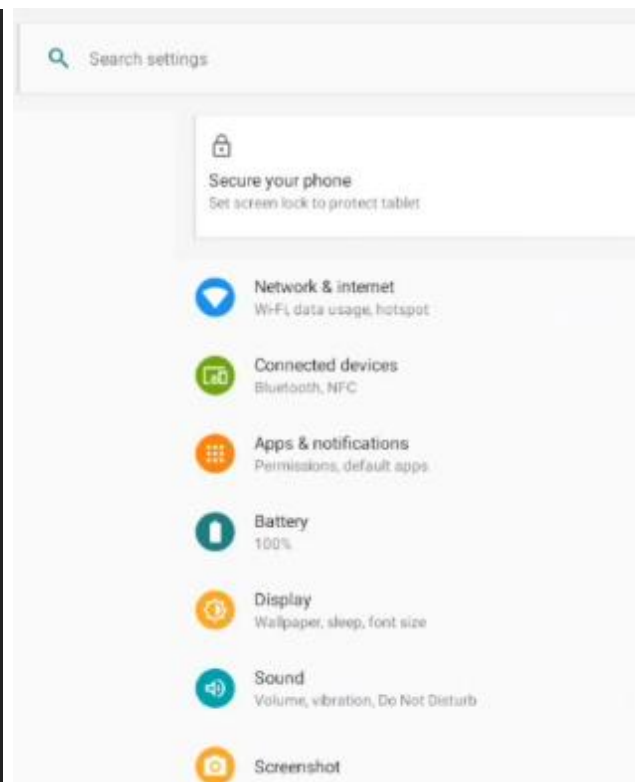 Search settings
Secure your phone
Set screen lock to protect tablet
Network & internet
Wi-Fi, data usage, hotspot
Connected devices
Bluetooth, NFC
Apps & notifications
Permissions, default apps
Battery
100%
Display
Wallpaper, sleep, font size
Sound
Volume, vibration, Do Not Disturb
Screenshot